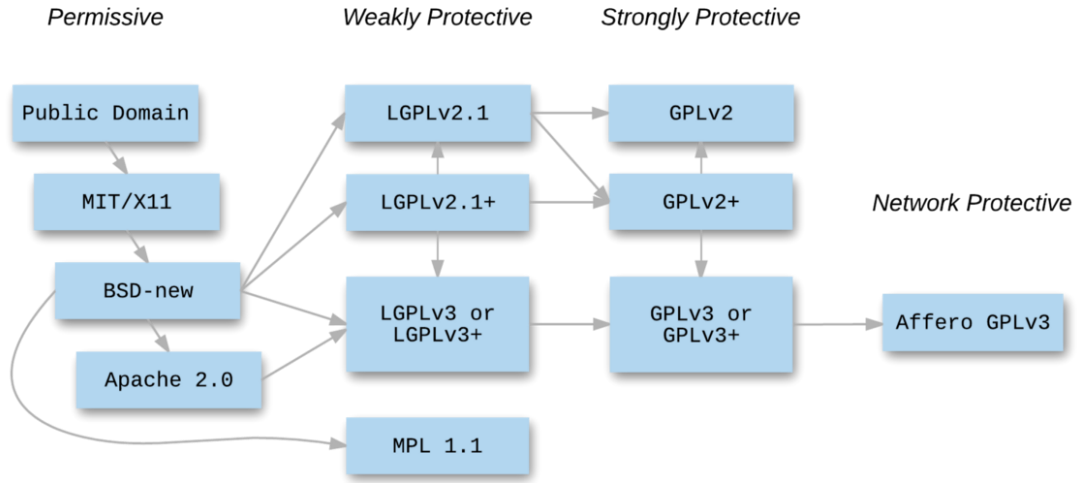 Permissive
Weakly Protective
Strongly Protective
Public Domain
LGPLv2.1
GPLv2
MIT/X11
LGPLv2.1+
GPLv2+
Network Protective
BSD-new
LGPLv3 or
LGPLv3+
GPLv3 or
GPLv3+
Affero GPLv3
Apache 2.0
MPL 1.1